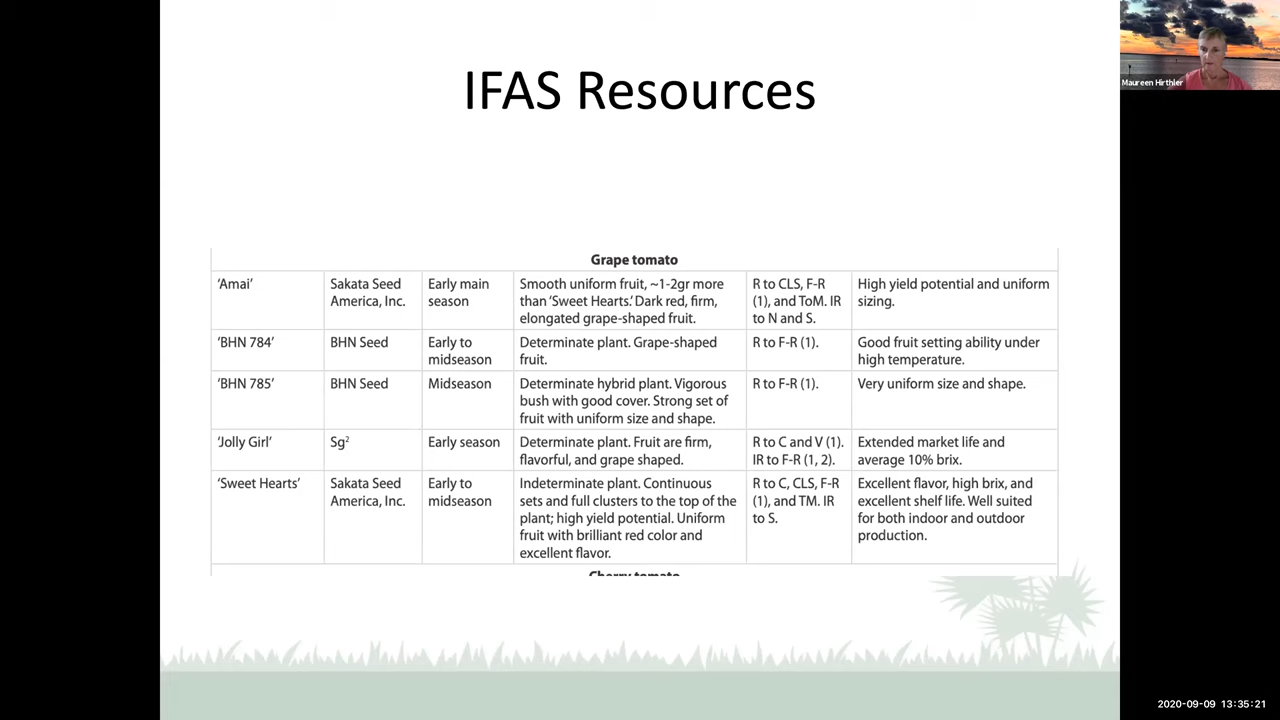 IFAS Resources
Maureen Hirthler
Grape tomato
‘Amai’
Sakata Seed
America, Inc.
Early main
season
Smooth uniform fruit, ~1-2gr more
than ‘Sweet Hearts.’ Dark red, firm,
elongated grape-shaped fruit.
R to CLS, F-R
(1), and ToM. IR
to N and S.
High yield potential and uniform
sizing.
‘BHN 784’
BHN Seed
Early to
midseason
Determinate plant. Grape-shaped
fruit.
R to F-R (1).
Good fruit setting ability under
high temperature.
‘BHN 785’
BHN Seed
Midseason
Determinate hybrid plant. Vigorous
bush with good cover. Strong set of
fruit with uniform size and shape.
R to F-R (1).
Very uniform size and shape.
‘Jolly Girl’
Sg²
Early season
Determinate plant. Fruit are firm,
flavorful, and grape shaped.
R to C and V (1).
IR to F-R (1, 2).
Extended market life and
average 10% brix.
‘Sweet Hearts’
Sakata Seed
America, Inc.
Early to
midseason
Indeterminate plant. Continuous
sets and full clusters to the top of the
plant; high yield potential. Uniform
fruit with brilliant red color and
excellent flavor.
R to C, CLS, F-R
(1), and TM. IR
to S.
Excellent flavor, high brix, and
excellent shelf life. Well suited
for both indoor and outdoor
production.
Cherry tomato
2020-09-09 13:35:21